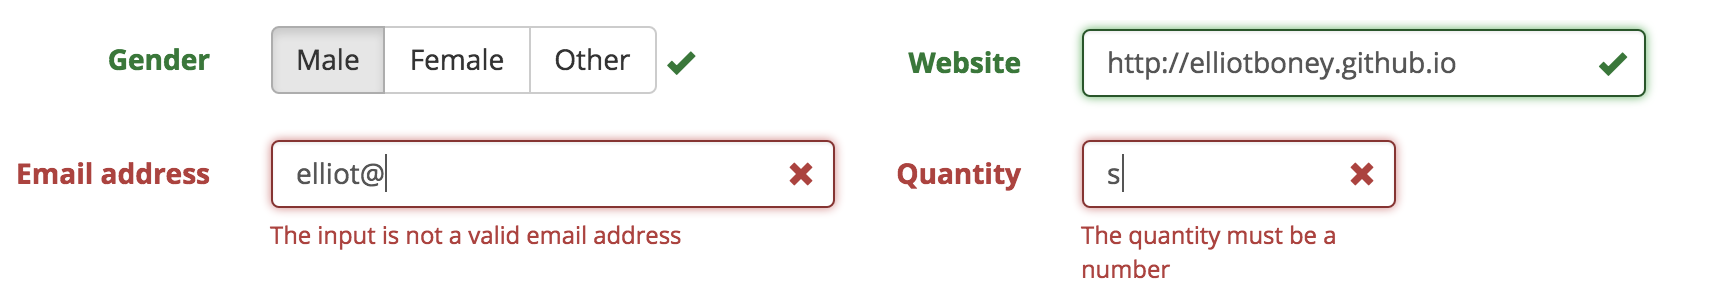 Gender Male Female Other
Website http://elliotboney.github.io
Email address elliot@
The input is not a valid email address
Quantity s
The quantity must be a
number